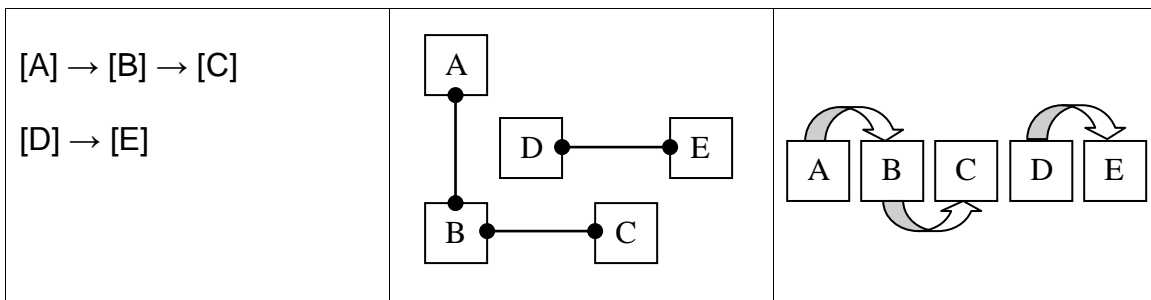 [A] → [B] → [C]
[D] → [E]
A
D E
B C
A B C D E